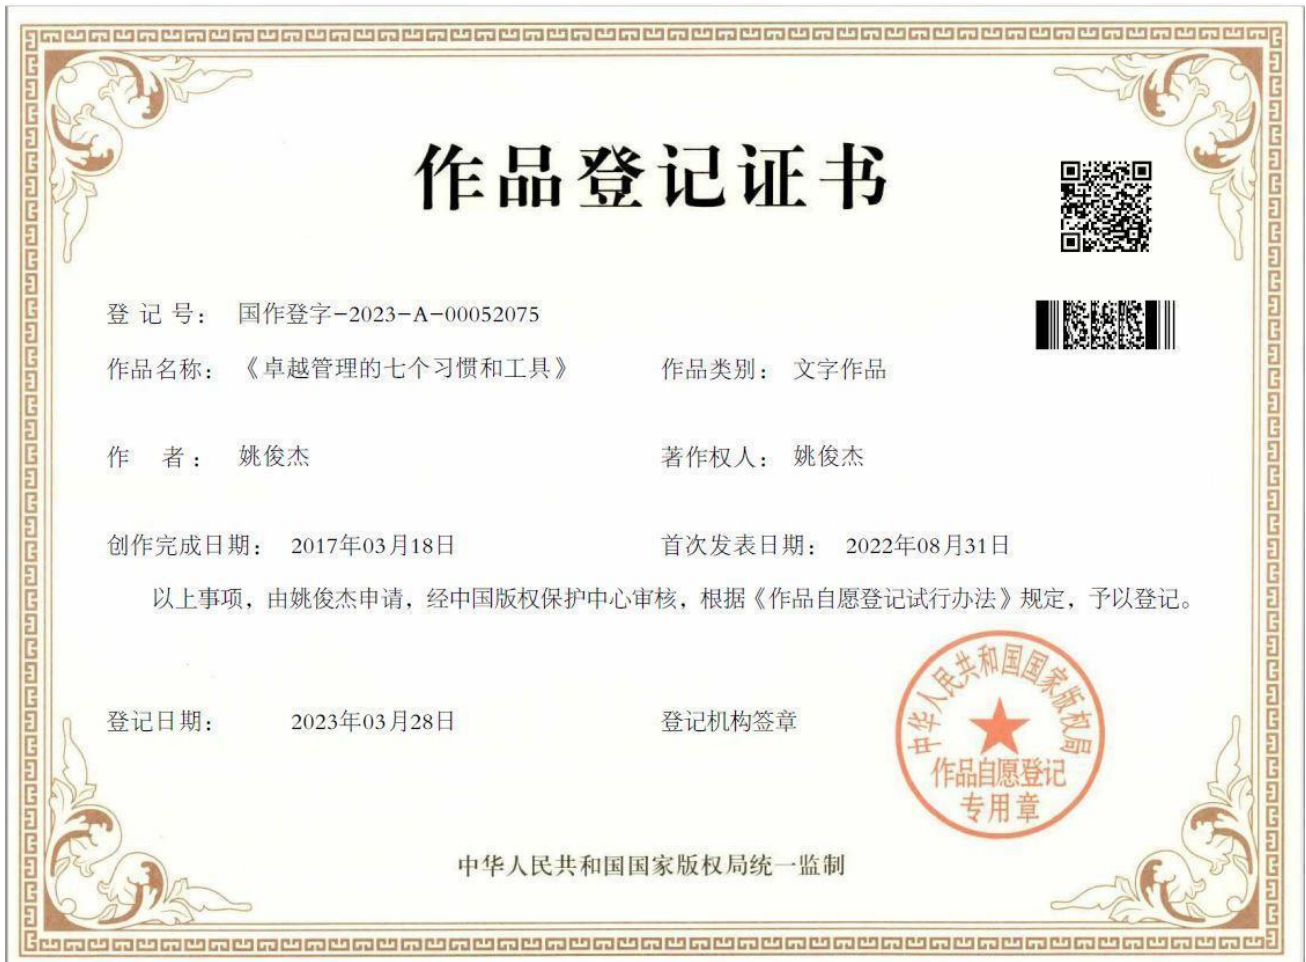 作品登记证书
登 记 号： 国作登字-2023-A-00052075
作品名称： 《卓越管理的七个习惯和工具》 作品类别： 文字作品
作 者： 姚俊杰 著作权人： 姚俊杰
创作完成日期： 2017年03月18日 首次发表日期： 2022年08月31日
以上事项，由姚俊杰申请，经中国版权保护中心审核，根据《作品自愿登记试行办法》规定，予以登记。
登记日期： 2023年03月28日 登记机构签章
中华人民共和国国家版权局
作品自愿登记
专用章
中华人民共和国国家版权局统一监制